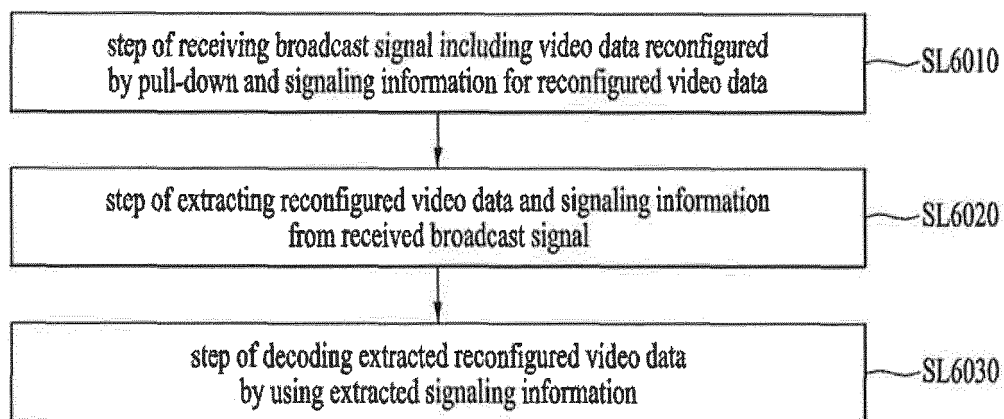 step of receiving broadcast signal including video data reconfigured
by pull-down and signaling information for reconfigured video data
SL6010
step of extracting reconfigured video data and signaling information
from received broadcast signal
SL6020
step of decoding extracted reconfigured video data
by using extracted signaling information
SL6030